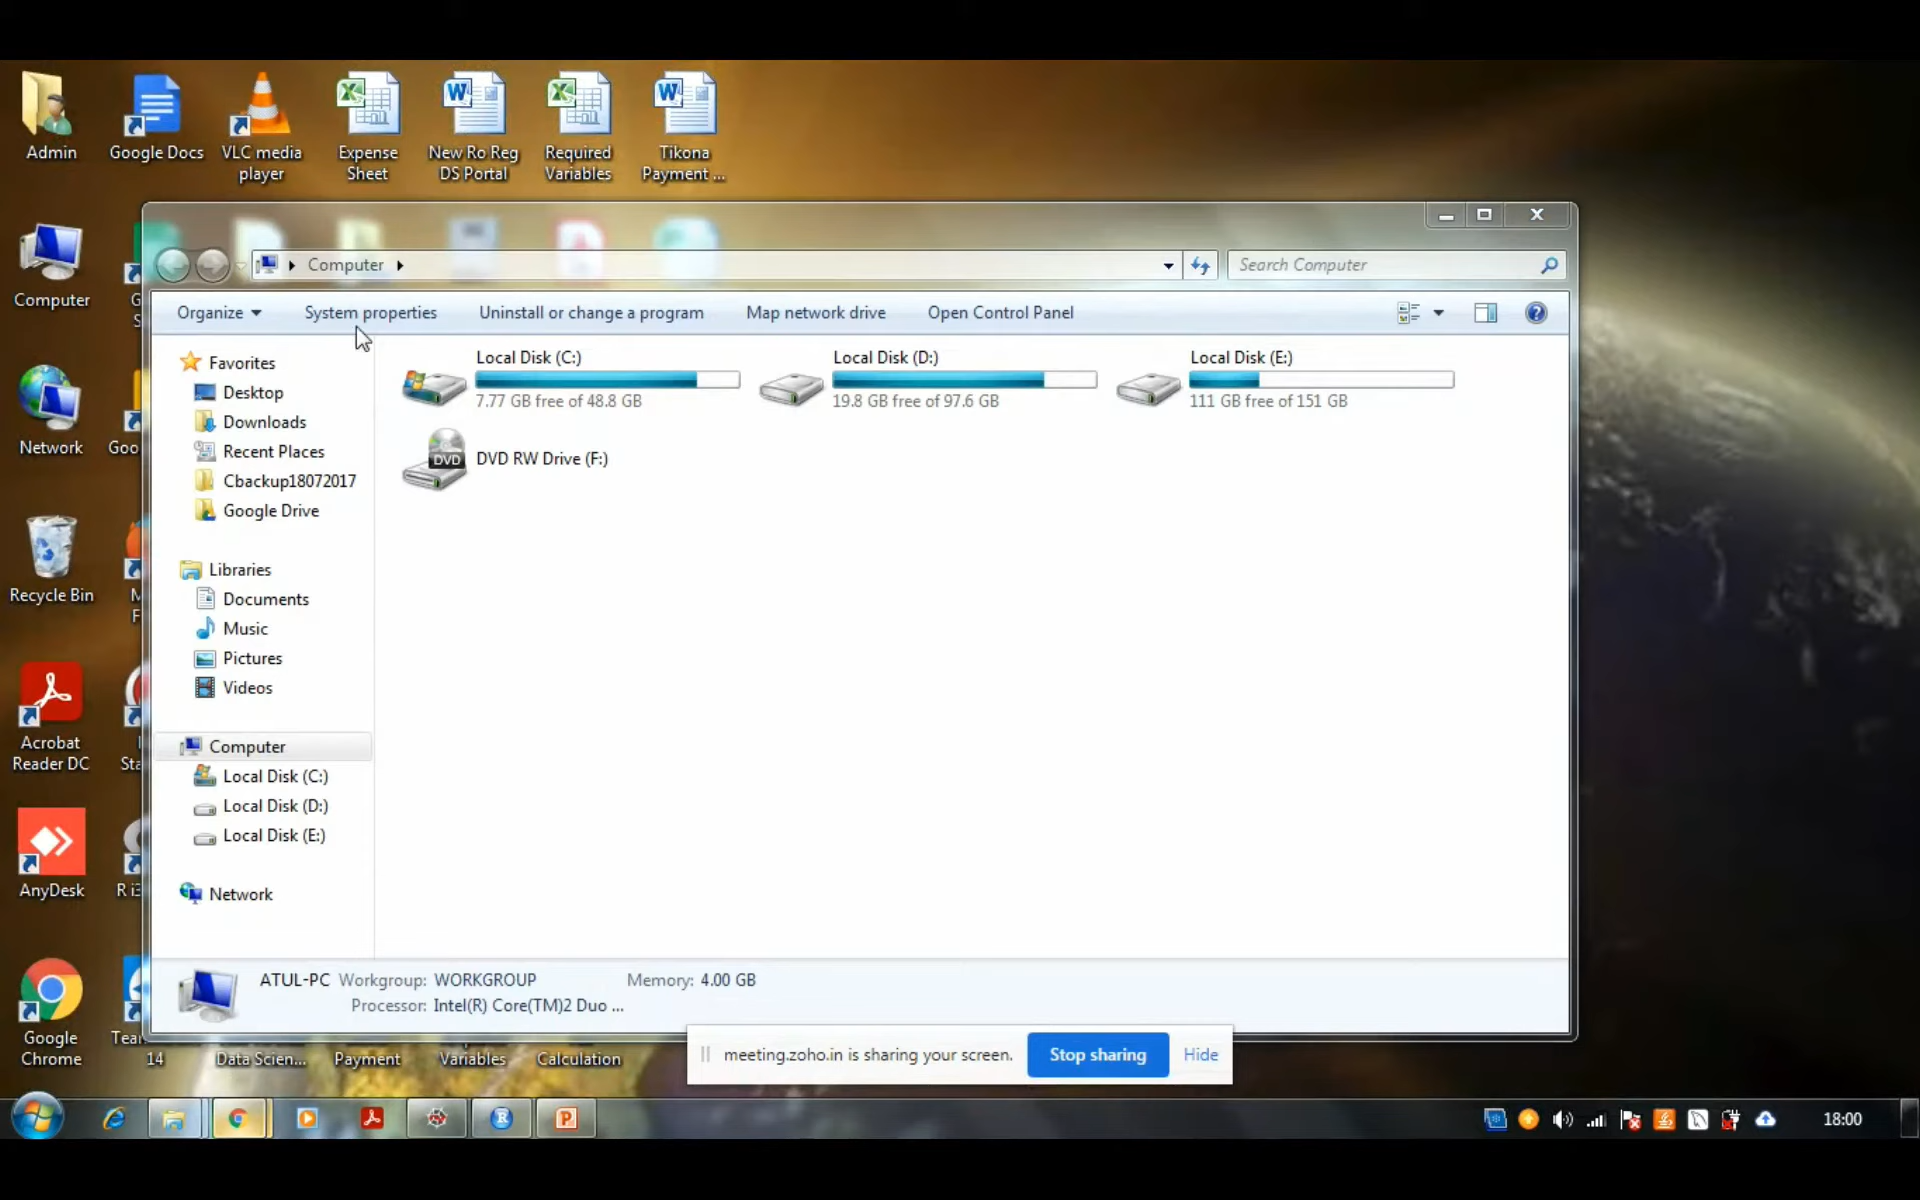 Admin
Google Docs
VLC media
player
Expense
Sheet
New Ro Reg
DS Portal
Required
Variables
Tikona
Payment ...
Computer
Network
Goo
Recycle Bin
Acrobat
Reader DC
Sta
AnyDesk
R i3
Google
Chrome
Tea
14
Computer
Search Computer
Organize
System properties
Uninstall or change a program
Map network drive
Open Control Panel
Favorites
Desktop
Downloads
Recent Places
Cbackup18072017
Google Drive
Libraries
Documents
Music
Pictures
Videos
Computer
Local Disk (C:)
Local Disk (D:)
Local Disk (E:)
Network
Local Disk (C:)
7.77 GB free of 48.8 GB
Local Disk (D:)
19.8 GB free of 97.6 GB
Local Disk (E:)
111 GB free of 151 GB
DVD
DVD RW Drive (F:)
ATUL-PC Workgroup: WORKGROUP Memory: 4.00 GB
Processor: Intel(R) Core(TM)2 Duo ...
Data Scien...
Payment
Variables
Calculation
meeting.zoho.in is sharing your screen.
Stop sharing
Hide
18:00